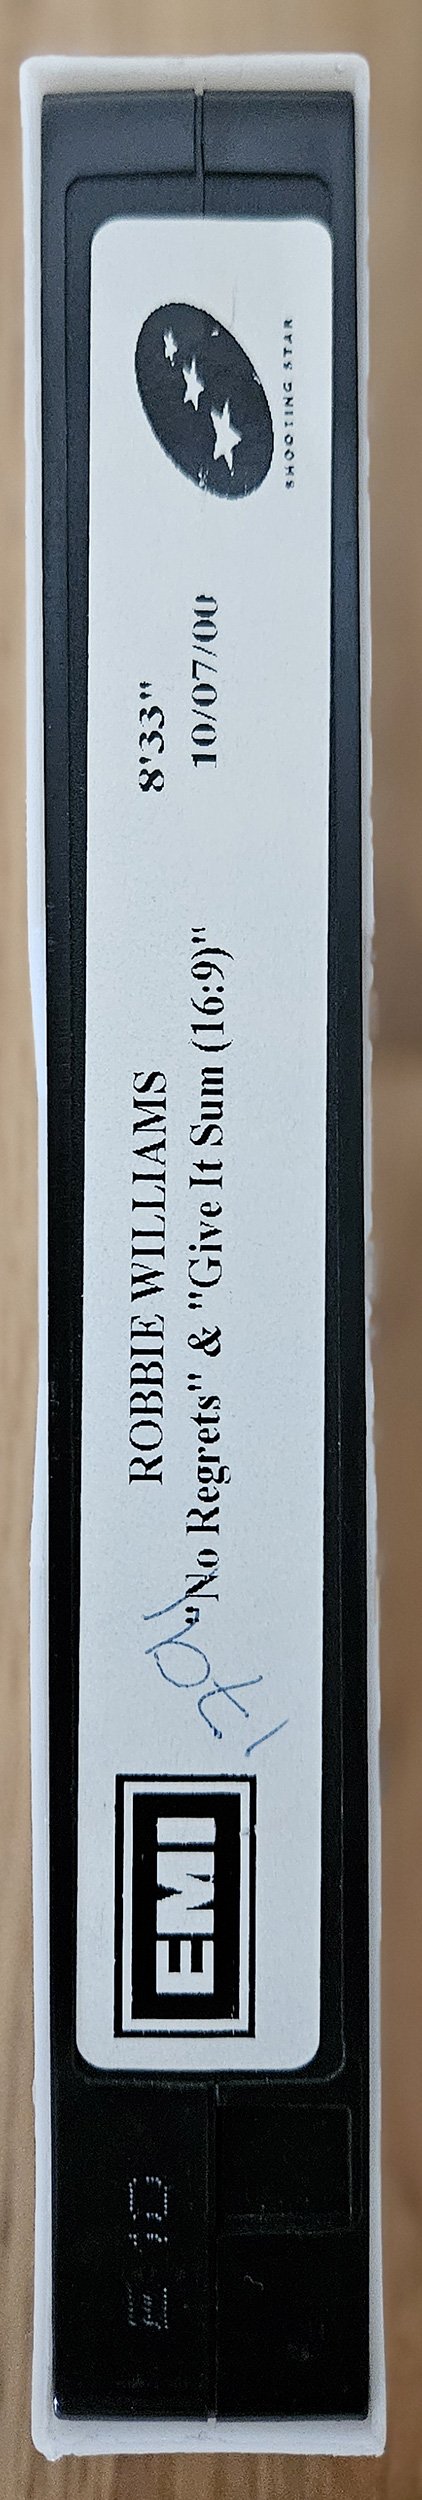 EMI
ROBBIE WILLIAMS 8'33"
"No Regrets" & "Give It Sum (16:9)" 10/07/00
SHOOTING STAR